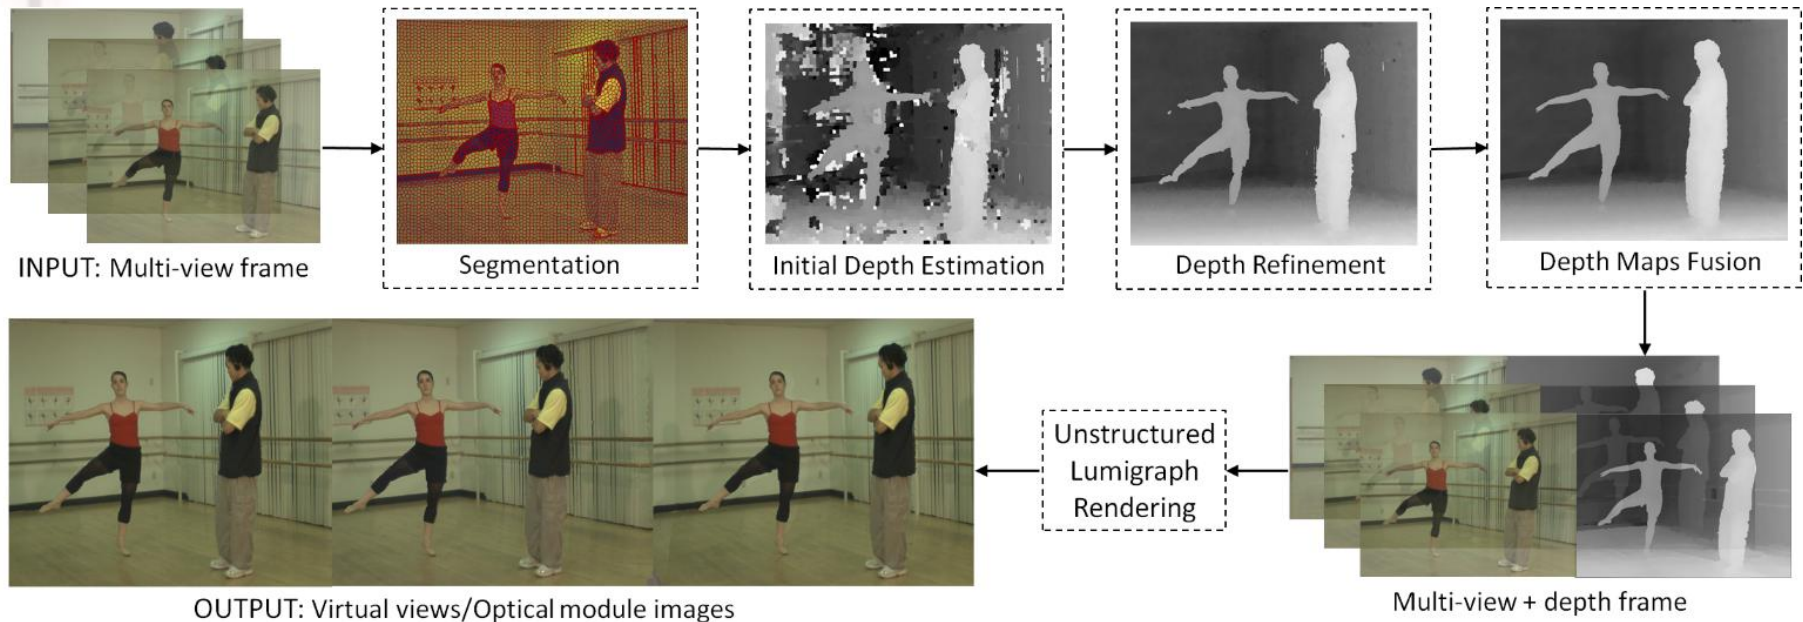 INPUT: Multi-view frame
Segmentation
Initial Depth Estimation
Depth Refinement
Depth Maps Fusion
Unstructured
Lumigraph
Rendering
OUTPUT: Virtual views/Optical module images
Multi-view + depth frame